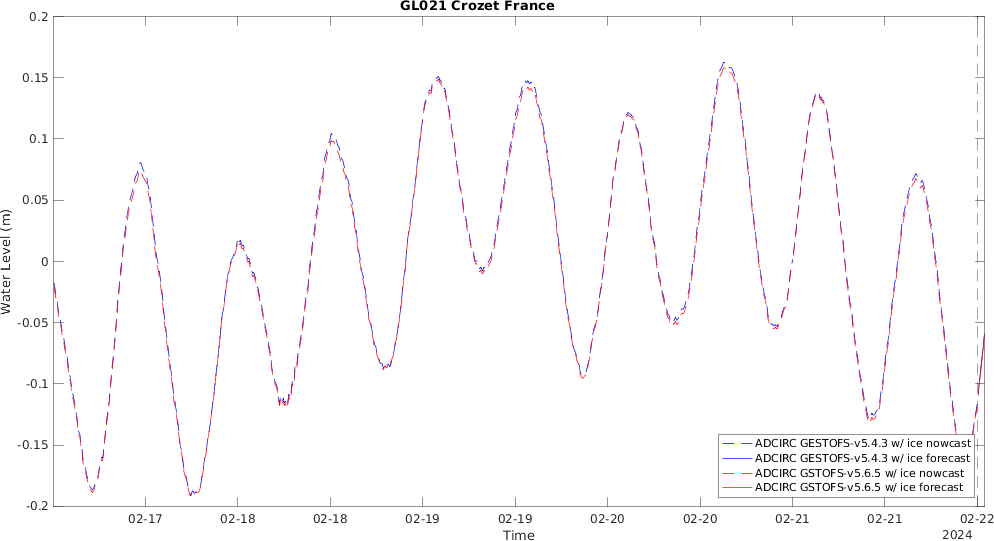 GL021 Crozet France
Water Level (m)
0.2
0.15
0.1
0.05
0
-0.05
-0.1
-0.15
-0.2
02-17
02-18
02-18
02-19
02-19
02-20
02-20
02-21
02-21
02-22
Time
2024
ADCIRC GESTOFS-v5.4.3 w/ ice nowcast
ADCIRC GESTOFS-v5.4.3 w/ ice forecast
ADCIRC GSTOFS-v5.6.5 w/ ice nowcast
ADCIRC GSTOFS-v5.6.5 w/ ice forecast